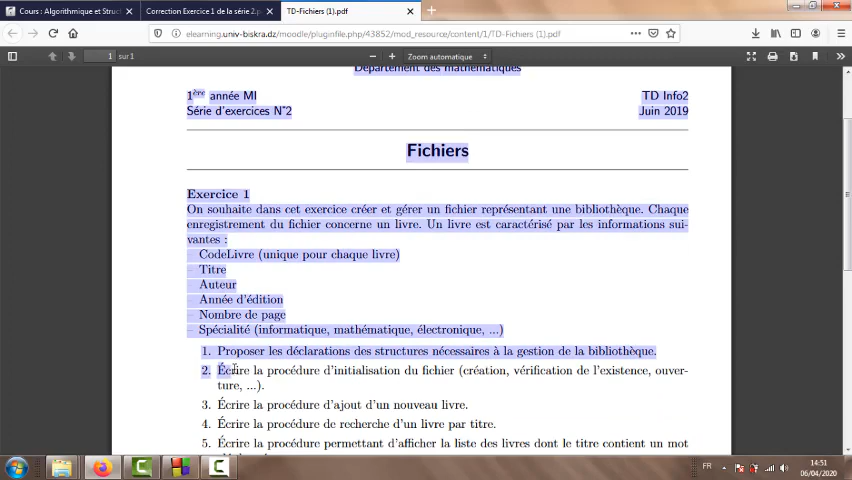 Cours : Algorithmique et Struct
Correction Exercice 1 de la série 2.p
TD-Fichiers (1).pdf
elearning.univ-biskra.dz/moodle/pluginfile.php/43852/mod_resource/content/1/TD-Fichiers (1).pdf
1 sur 1
Zoom automatique
Département des mathématiques
1ère année MI TD Info2
Série d'exercices N°2 Juin 2019
Fichiers
Exercice 1
On souhaite dans cet exercice créer et gérer un fichier représentant une bibliothèque. Chaque
enregistrement du fichier concerne un livre. Un livre est caractérisé par les informations sui-
vantes :
– CodeLivre (unique pour chaque livre)
– Titre
– Auteur
– Année d'édition
– Nombre de page
– Spécialité (informatique, mathématique, électronique, ...)
1. Proposer les déclarations des structures nécessaires à la gestion de la bibliothèque.
2. Écrire la procédure d'initialisation du fichier (création, vérification de l'existence, ouver-
ture, ...).
3. Écrire la procédure d'ajout d'un nouveau livre.
4. Écrire la procédure de recherche d'un livre par titre.
5. Écrire la procédure permettant d'afficher la liste des livres dont le titre contient un mot
FR
14:51
06/04/2020